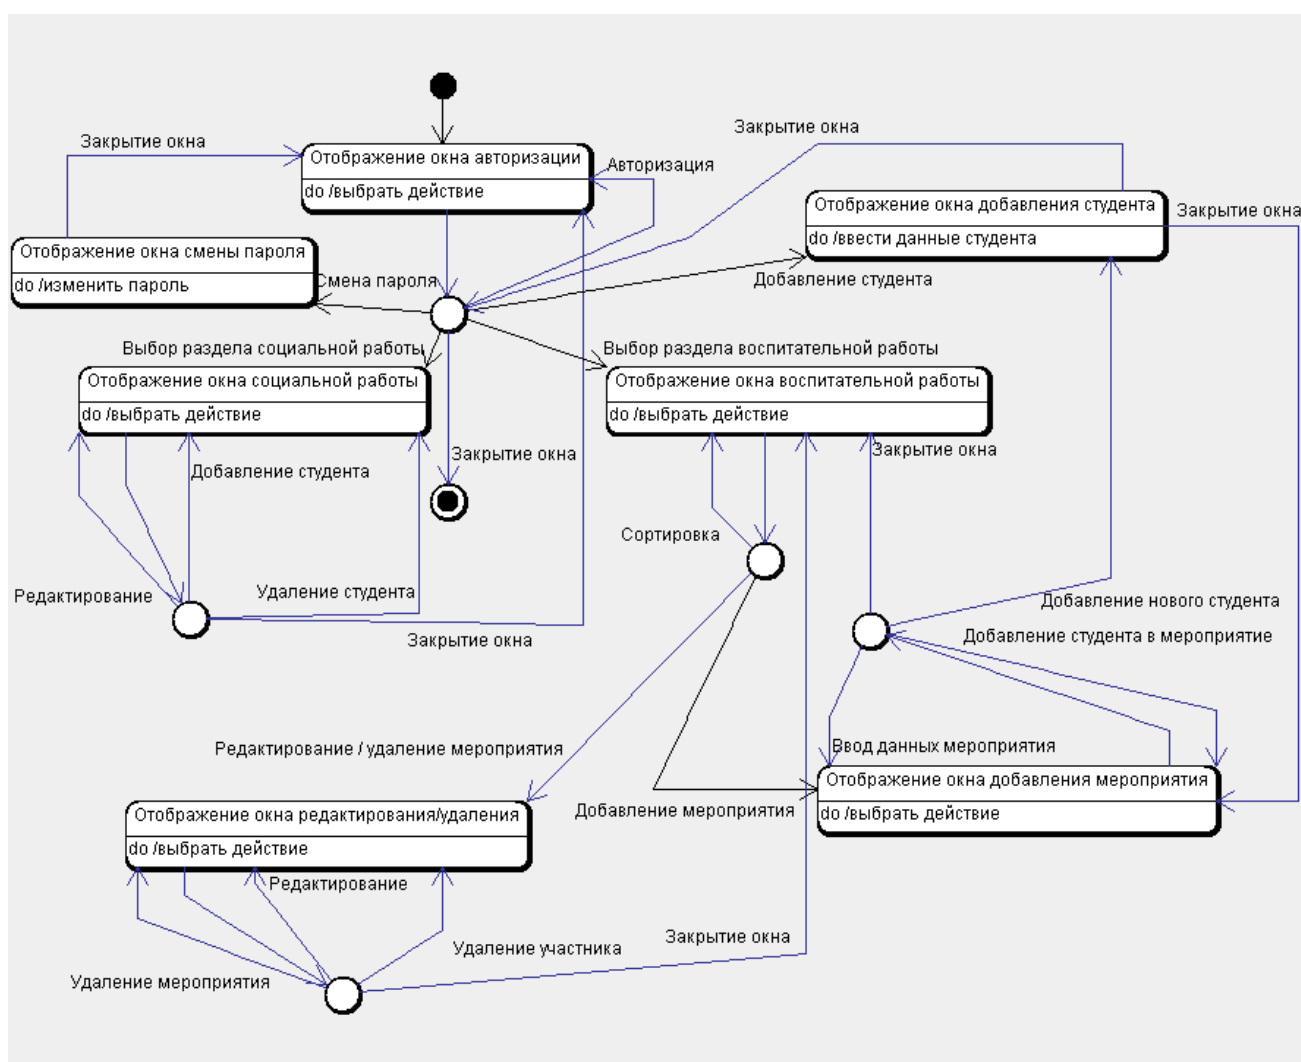 Закрытие окна
Закрытие окна
Отображение окна авторизации
Авторизация
do /выбрать действие
Отображение окна добавления студента
Закрытие окна
do /ввести данные студента
Отображение окна смены пароля
do /изменить пароль
Смена пароля
Добавление студента
Выбор раздела социальной работы
Выбор раздела воспитательной работы
Отображение окна социальной работы
do /выбрать действие
Отображение окна воспитательной работы
do /выбрать действие
Закрытие окна
Закрытие окна
Добавление студента
Сортировка
Редактирование
Удаление студента
Закрытие окна
Добавление нового студента
Добавление студента в мероприятие
Редактирование / удаление мероприятия
Ввод данных мероприятия
Отображение окна добавления мероприятия
do /выбрать действие
Добавление мероприятия
Отображение окна редактирования/удаления
do /выбрать действие
Редактирование
Удаление участника
Закрытие окна
Удаление мероприятия